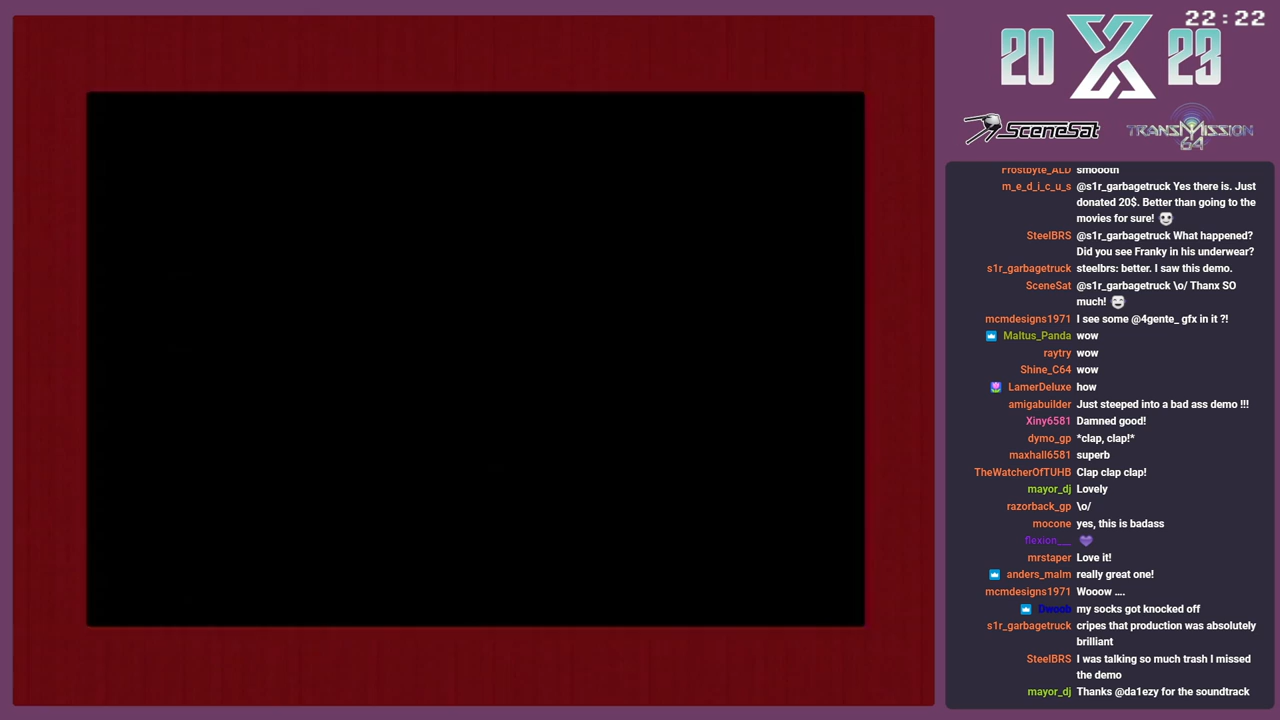 22:22
20 X 23
SceneSat
TRANSMISSION
64
Frostbyte_ALD smoooth
m_e_d_i_c_u_s @s1r_garbagetruck Yes there is. Just
donated 20$. Better than going to the
movies for sure!
SteelBRS @s1r_garbagetruck What happened?
Did you see Franky in his underwear?
s1r_garbagetruck steelbrs: better. I saw this demo.
SceneSat @s1r_garbagetruck \o/ Thanx SO
much!
mcmdesigns1971 I see some @4gente_ gfx in it ?!
Maltus_Panda wow
raytry wow
Shine_C64 wow
LamerDeluxe how
amigabuilder Just steeped into a bad ass demo !!!
Xiny6581 Damned good!
dymo_gp *clap, clap!*
maxhall6581 superb
TheWatcherOfTUHB Clap clap clap!
mayor_dj Lovely
razorback_gp \o/
mocone yes, this is badass
flexion___
mrstaper Love it!
anders_malm really great one!
mcmdesigns1971 Wooow ....
Dwoob my socks got knocked off
s1r_garbagetruck cripes that production was absolutely
brilliant
SteelBRS I was talking so much trash I missed
the demo
mayor_dj Thanks @da1ezy for the soundtrack